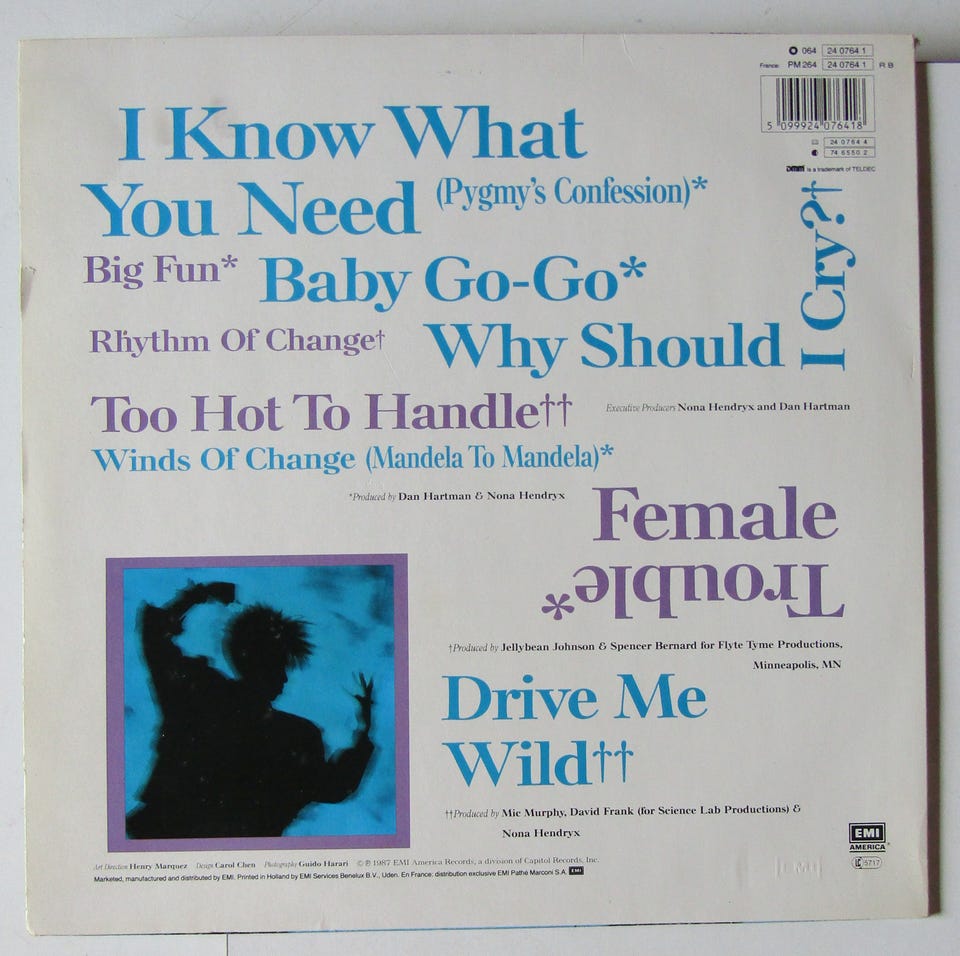 064 24 0764 1
France: PM 264 24 0764 1 R B
5 099924 076418
24 0764 4
74 6550 2
DMM is a trademark of TELDEC
I Know What
You Need (Pygmy's Confession)*
Big Fun* Baby Go-Go*
Rhythm Of Change† Why Should
I Cry?†
Too Hot To Handle††
Executive Producers Nona Hendryx and Dan Hartman
Winds Of Change (Mandela To Mandela)*
*Produced by Dan Hartman & Nona Hendryx
Female
Trouble*
†Produced by Jellybean Johnson & Spencer Bernard for Flyte Tyme Productions,
Minneapolis, MN
Drive Me
Wild††
††Produced by Mic Murphy, David Frank (for Science Lab Productions) &
Nona Hendryx
EMI
AMERICA
LC 5717
Art Direction Henry Marquez Design Carol Chen Photography Guido Harari © ℗ 1987 EMI America Records, a division of Capitol Records, Inc.
Marketed, manufactured and distributed by EMI. Printed in Holland by EMI Services Benelux B.V., Uden. En France: distribution exclusive EMI Pathé Marconi S.A. EMI